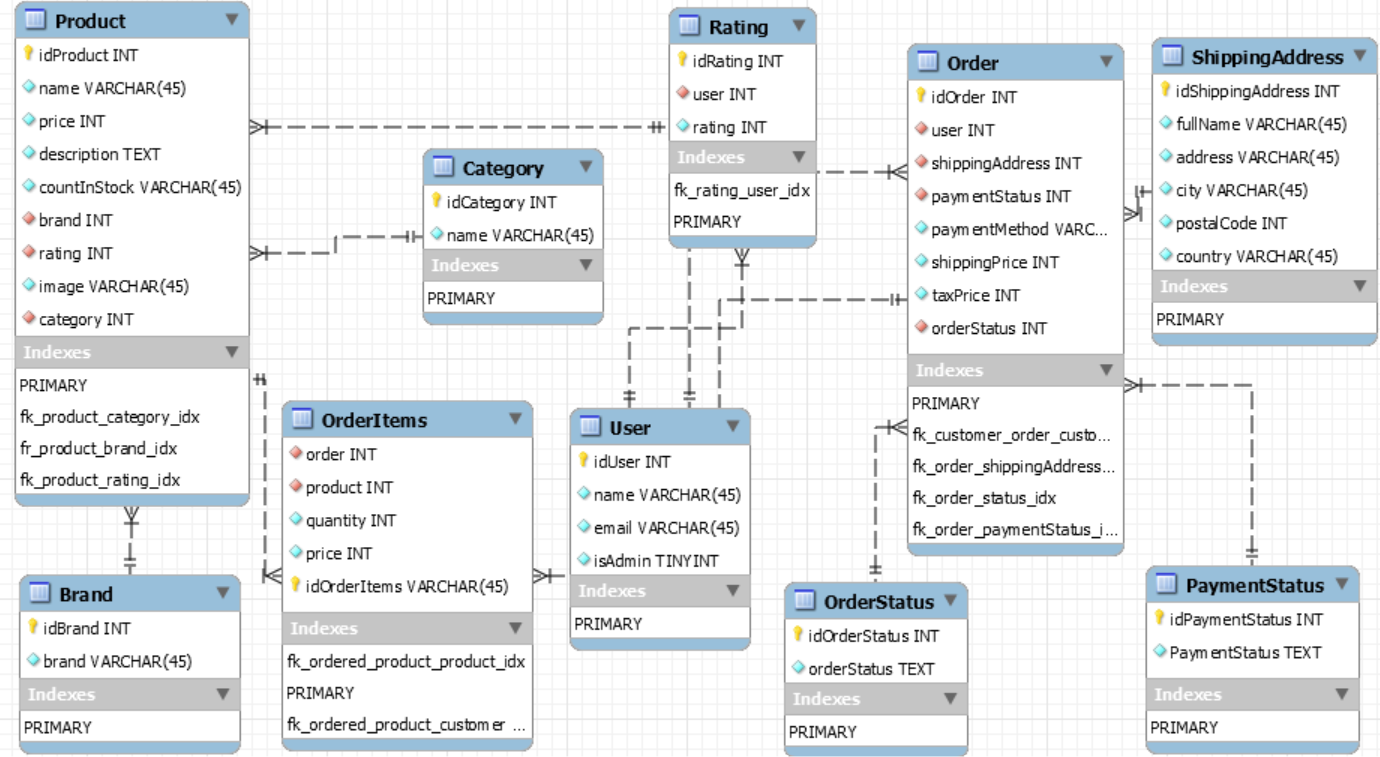 Product
idProduct INT
name VARCHAR(45)
price INT
description TEXT
countInStock VARCHAR(45)
brand INT
rating INT
image VARCHAR(45)
category INT
Indexes
PRIMARY
fk_product_category_idx
fr_product_brand_idx
fk_product_rating_idx
Rating
idRating INT
user INT
rating INT
Indexes
fk_rating_user_idx
PRIMARY
Category
idCategory INT
name VARCHAR(45)
Indexes
PRIMARY
Order
idOrder INT
user INT
shippingAddress INT
paymentStatus INT
paymentMethod VARC...
shippingPrice INT
taxPrice INT
orderStatus INT
Indexes
PRIMARY
fk_customer_order_custo...
fk_order_shippingAddress...
fk_order_status_idx
fk_order_paymentStatus_i...
ShippingAddress
idShippingAddress INT
fullName VARCHAR(45)
address VARCHAR(45)
city VARCHAR(45)
postalCode INT
country VARCHAR(45)
Indexes
PRIMARY
OrderItems
order INT
product INT
quantity INT
price INT
idOrderItems VARCHAR(45)
Indexes
fk_ordered_product_product_idx
PRIMARY
fk_ordered_product_customer ...
User
idUser INT
name VARCHAR(45)
email VARCHAR(45)
isAdmin TINYINT
Indexes
PRIMARY
Brand
idBrand INT
brand VARCHAR(45)
Indexes
PRIMARY
OrderStatus
idOrderStatus INT
orderStatus TEXT
Indexes
PRIMARY
PaymentStatus
idPaymentStatus INT
PaymentStatus TEXT
Indexes
PRIMARY